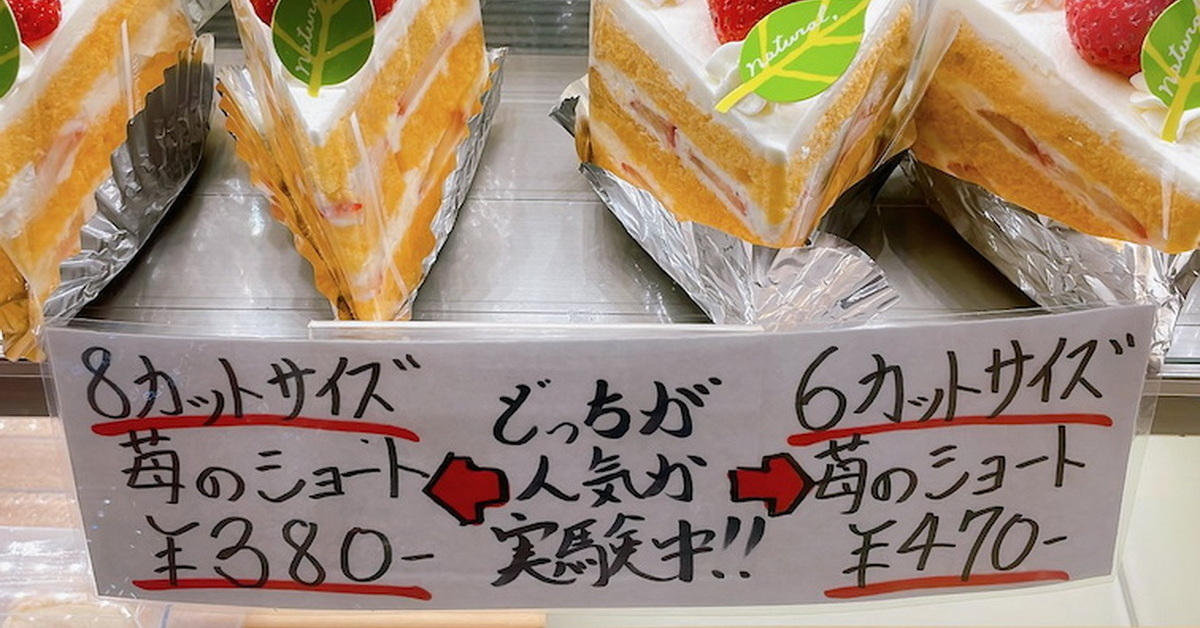 Natural
Natural,
Natural
8カットサイズ
苺のショート
¥380-
どっちが
人気か
実験中!!
6カットサイズ
苺のショート
¥470-